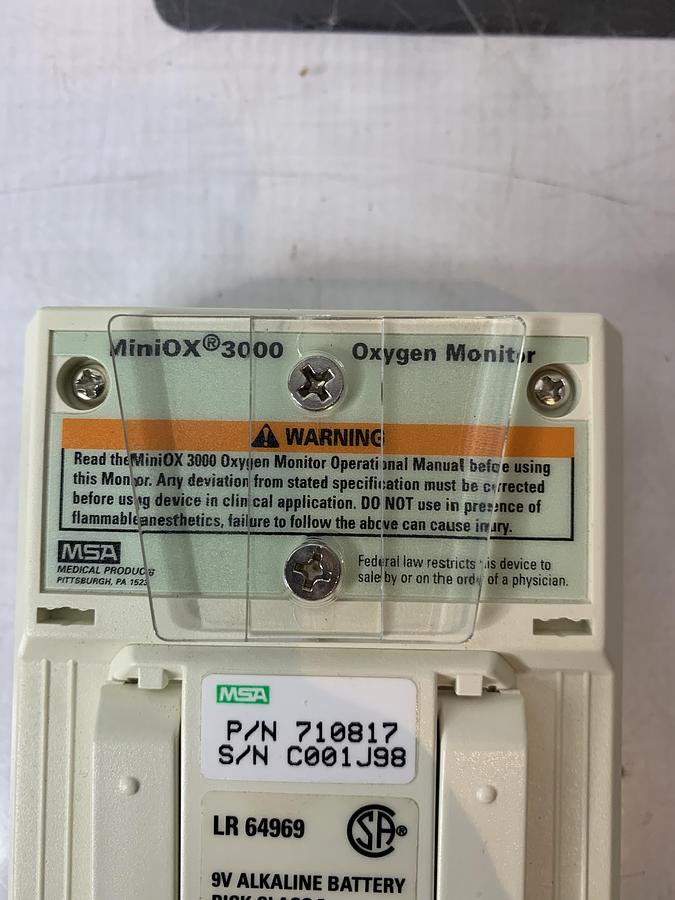 MiniOX®3000 Oxygen Monitor
WARNING
Read the MiniOX 3000 Oxygen Monitor Operational Manual before using
this Monitor. Any deviation from stated specification must be corrected
before using device in clinical application. DO NOT use in presence of
flammable anesthetics, failure to follow the above can cause injury.
MSA
MEDICAL PRODUCTS
PITTSBURGH, PA
Federal law restricts this device to
sale by or on the order of a physician.
MSA
P/N 710817
S/N C001J98
LR 64969
SA®
9V ALKALINE BATTERY